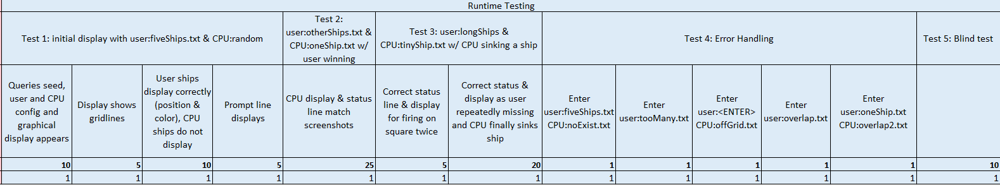 Runtime Testing
Test 1: initial display with user:fiveShips.txt & CPU:random
Test 2:
user:otherShips.txt &
CPU:oneShip.txt w/
user winning
Test 3: user:longShips &
CPU:tinyShip.txt w/ CPU sinking a ship
Test 4: Error Handling
Test 5: Blind test
Queries seed,
user and CPU
config and
graphical
display appears
Display shows
gridlines
User ships
display correctly
(position &
color), CPU
ships do not
display
Prompt line
displays
CPU display & status
line match
screenshots
Correct status
line & display
for firing on
square twice
Correct status &
display as user
repeatedly missing
and CPU finally sinks
ship
Enter
user:fiveShips.txt
CPU:noExist.txt
Enter
user:tooMany.txt
Enter
user:<ENTER>
CPU:offGrid.txt
Enter
user:overlap.txt
Enter
user:oneShip.txt
CPU:overlap2.txt
10 5 10 5 25 5 20 1 1 1 1 1 10
1 1 1 1 1 1 1 1 1 1 1 1 1